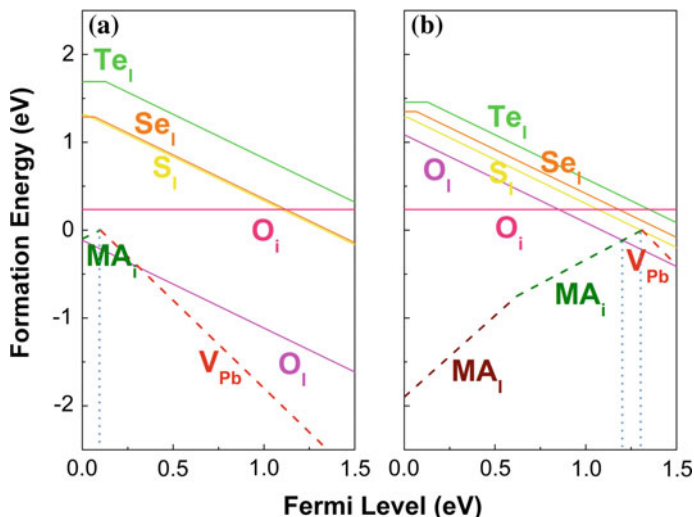 (a)
(b)
Formation Energy (eV)
2
1
0
-1
-2
Te_I
Se_I
S_I
O_i
MA_i
V_Pb
O_I
Te_I
Se_I
S_I
O_I
O_i
V_Pb
MA_i
MA_I
0.0 0.5 1.0 1.5 0.0 0.5 1.0 1.5
Fermi Level (eV)